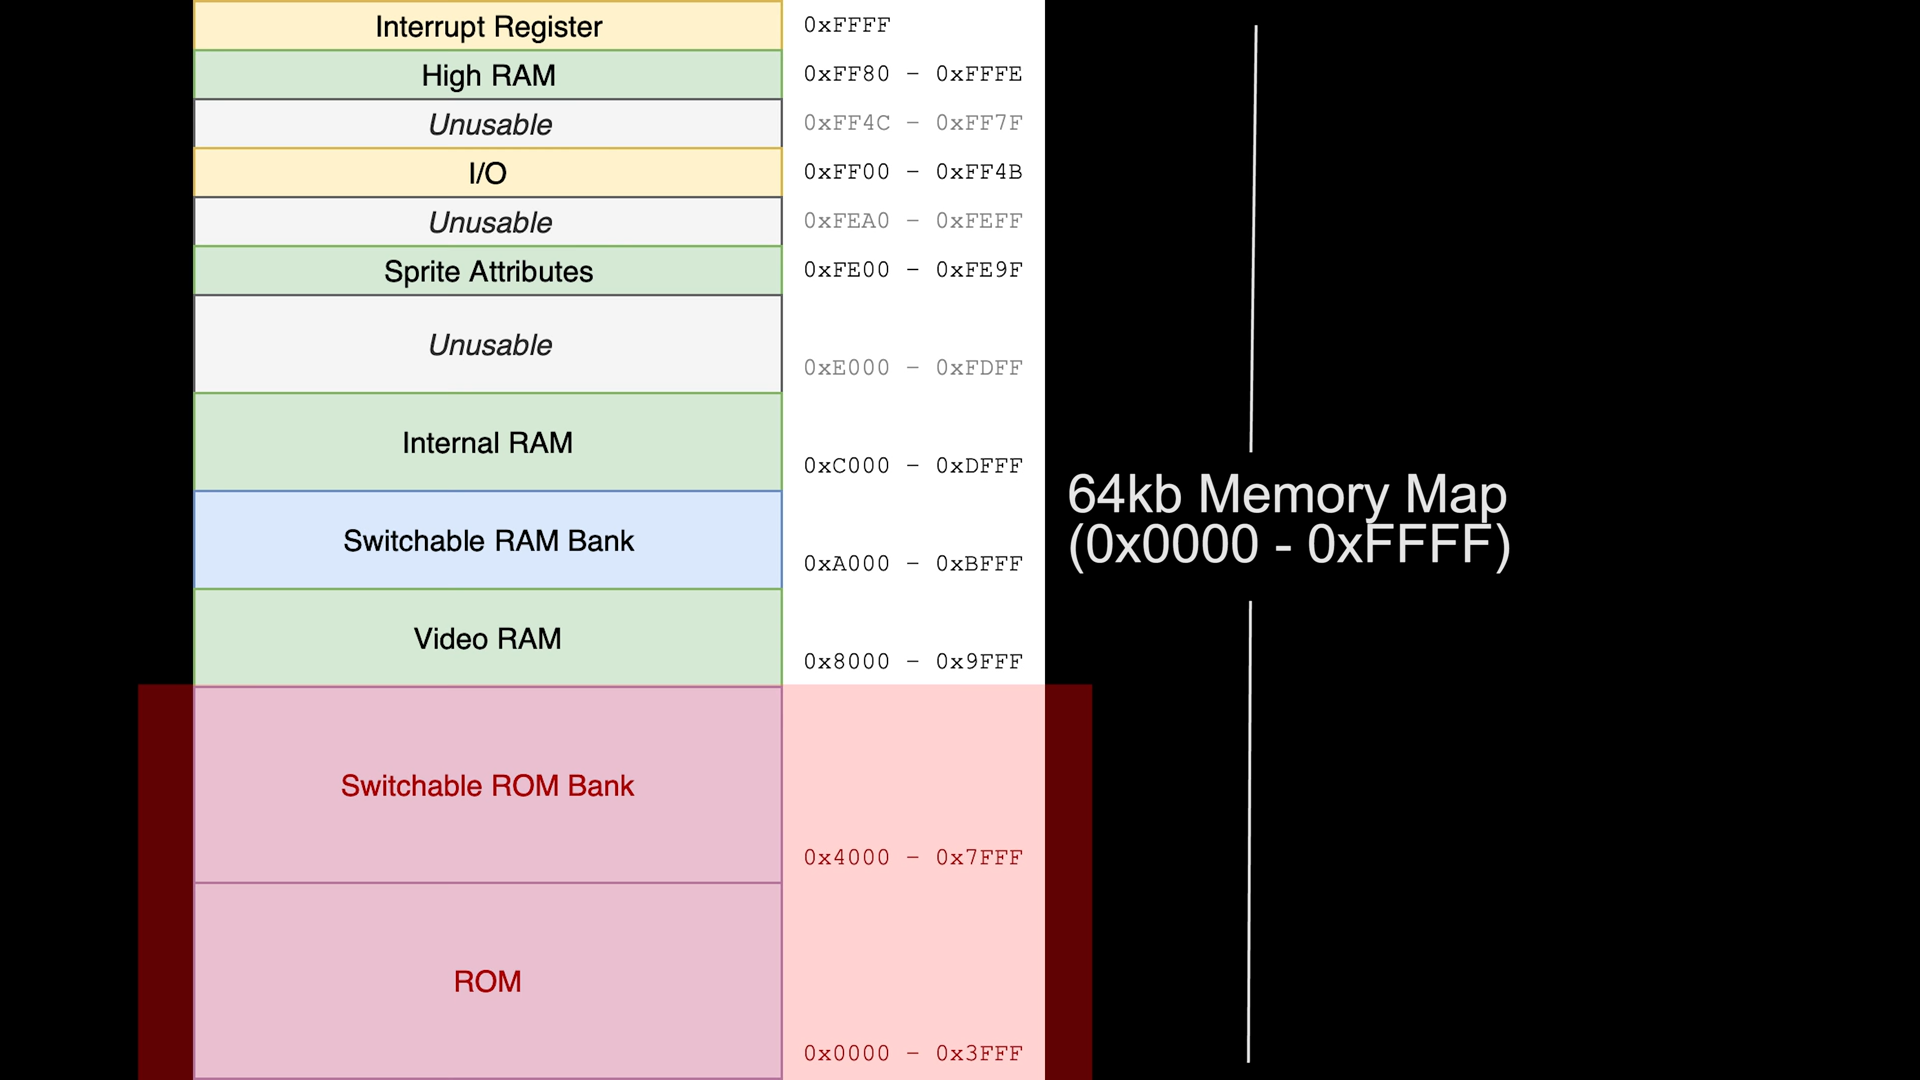 Interrupt Register 0xFFFF
High RAM 0xFF80 - 0xFFFE
Unusable 0xFF4C - 0xFF7F
I/O 0xFF00 - 0xFF4B
Unusable 0xFEA0 - 0xFEFF
Sprite Attributes 0xFE00 - 0xFE9F
Unusable
0xE000 - 0xFDFF
Internal RAM
0xC000 - 0xDFFF
Switchable RAM Bank
0xA000 - 0xBFFF
Video RAM
0x8000 - 0x9FFF
Switchable ROM Bank
0x4000 - 0x7FFF
ROM
0x0000 - 0x3FFF
64kb Memory Map
(0x0000 - 0xFFFF)